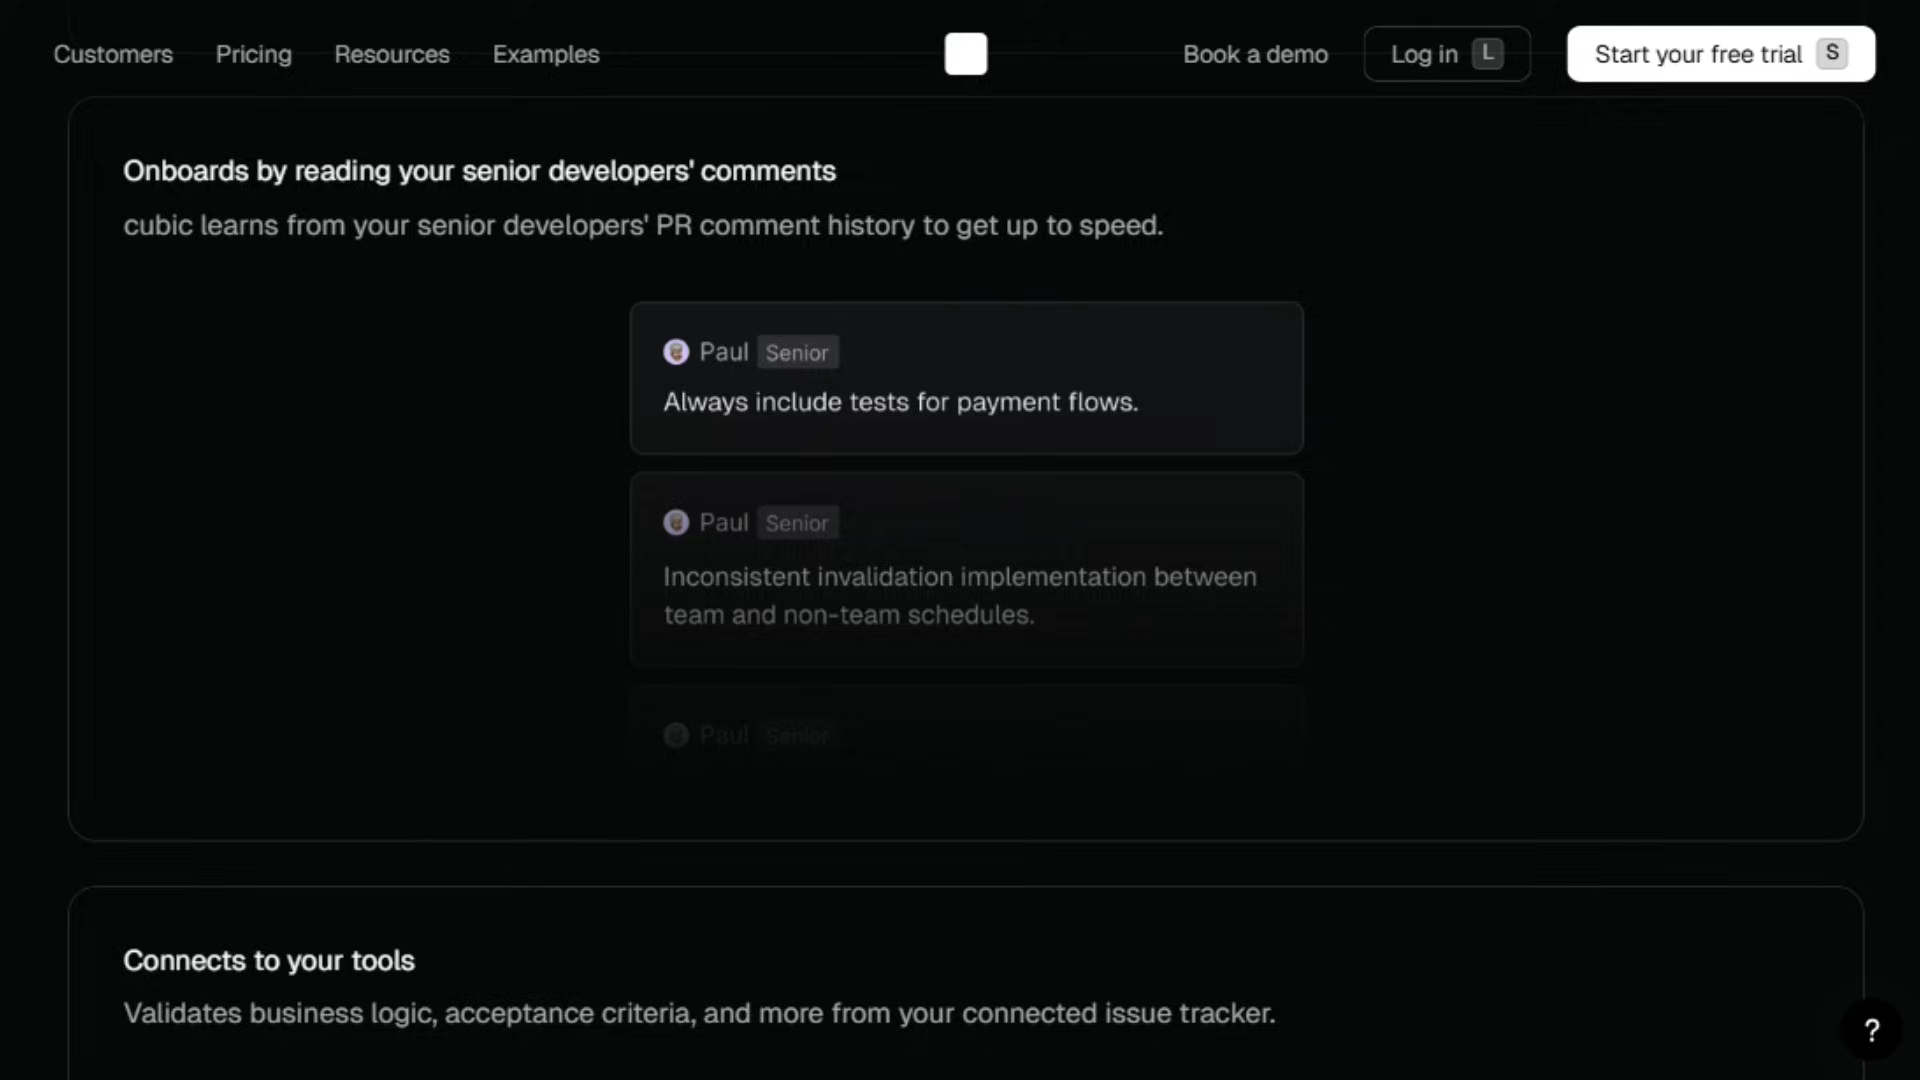 Customers Pricing Resources Examples Book a demo Log in L Start your free trial S
Onboards by reading your senior developers' comments
cubic learns from your senior developers' PR comment history to get up to speed.
Paul Senior
Always include tests for payment flows.
Paul Senior
Inconsistent invalidation implementation between
team and non-team schedules.
Paul Senior
Connects to your tools
Validates business logic, acceptance criteria, and more from your connected issue tracker.
?